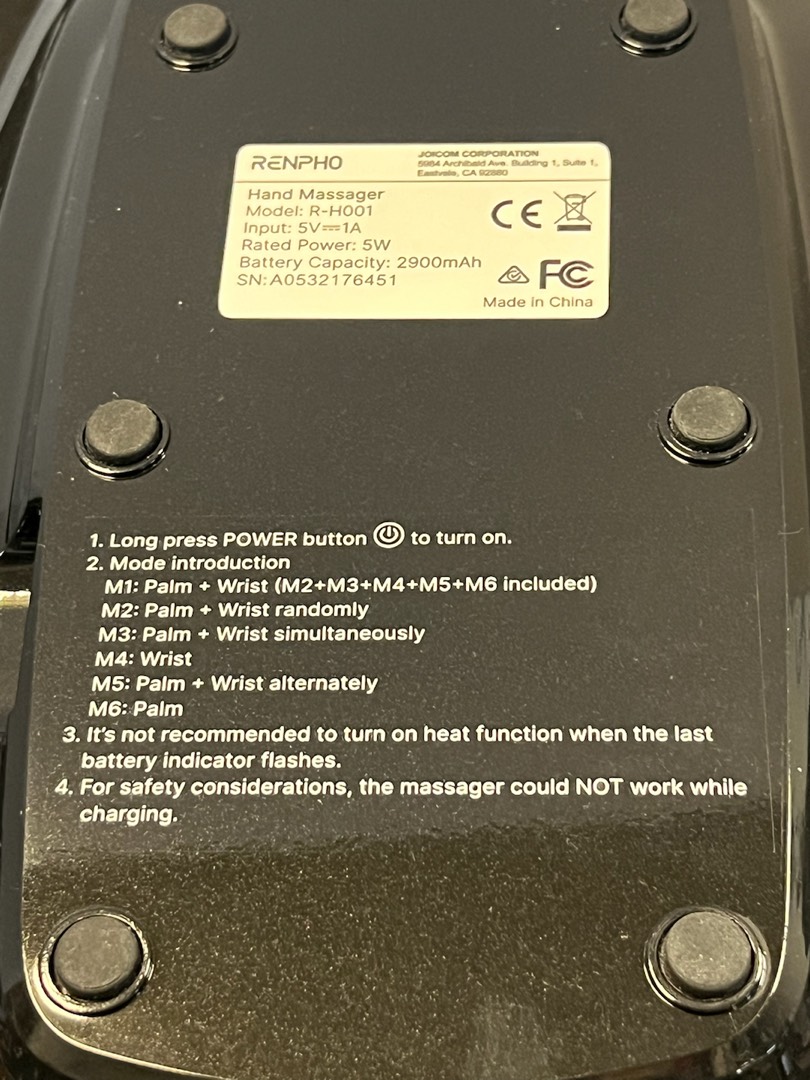 RENPHO
JOICOM CORPORATION
5984 Archibald Ave. Building 1, Suite 1,
Eastvale, CA 92880
Hand Massager
Model: R-H001
Input: 5V⎓1A
Rated Power: 5W
Battery Capacity: 2900mAh
SN:A0532176451
CE
FC
Made in China
1. Long press POWER button to turn on.
2. Mode introduction
M1: Palm + Wrist (M2+M3+M4+M5+M6 included)
M2: Palm + Wrist randomly
M3: Palm + Wrist simultaneously
M4: Wrist
M5: Palm + Wrist alternately
M6: Palm
3. It's not recommended to turn on heat function when the last
battery indicator flashes.
4. For safety considerations, the massager could NOT work while
charging.